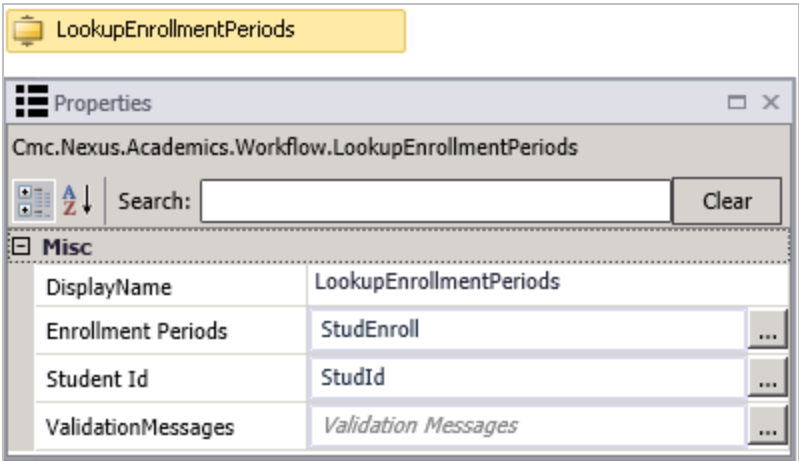 LookupEnrollmentPeriods
Properties
Cmc.Nexus.Academics.Workflow.LookupEnrollmentPeriods
AZ Search: Clear
Misc
DisplayName LookupEnrollmentPeriods
Enrollment Periods StudEnroll ...
Student Id StudId ...
ValidationMessages Validation Messages ...